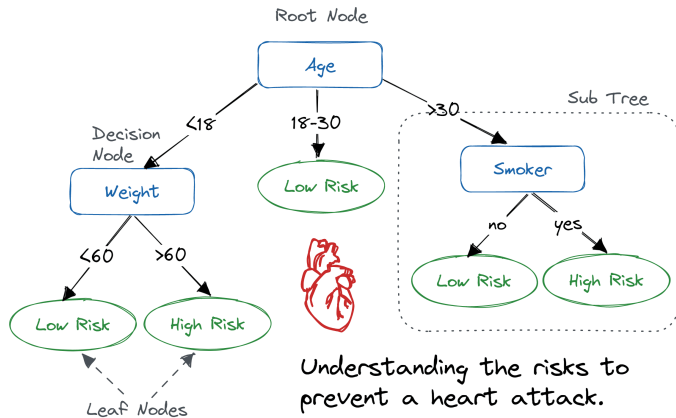 Root Node
Age
<18
18-30
>30
Sub Tree
Decision
Node
Weight
Low Risk
Smoker
<60
>60
no
yes
Low Risk
High Risk
Low Risk
High Risk
Leaf Nodes
Understanding the risks to
prevent a heart attack.